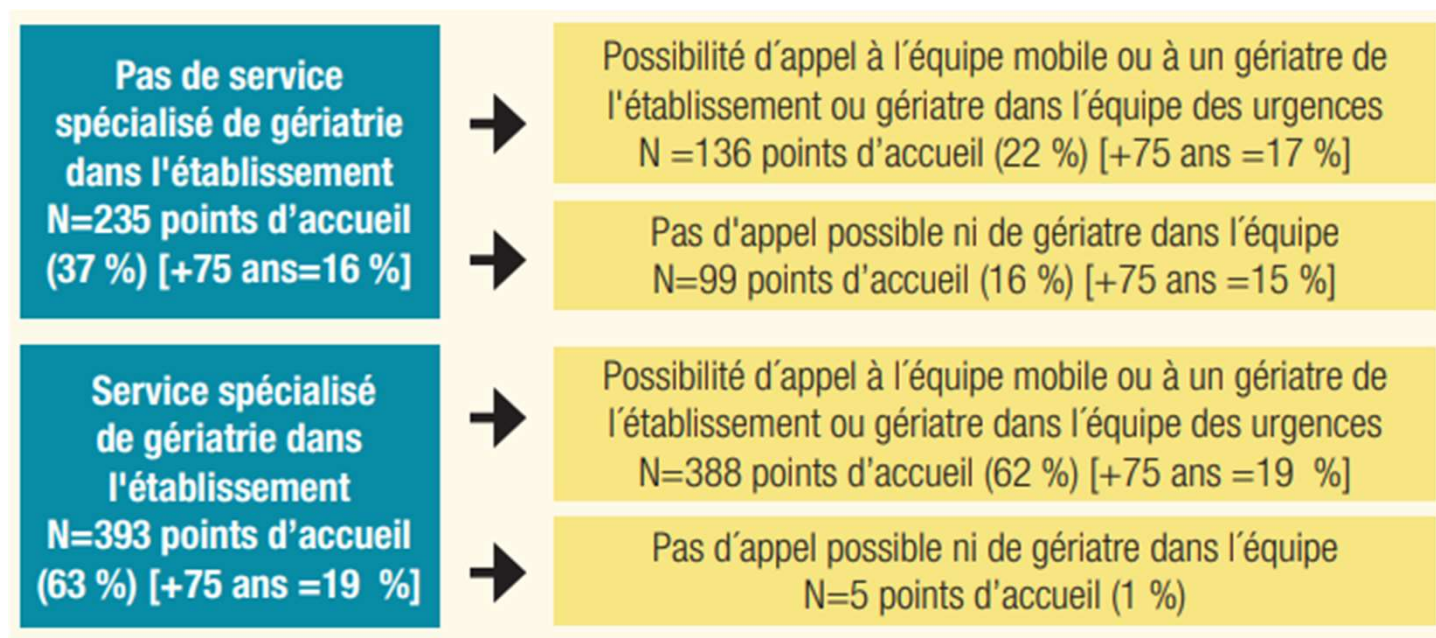 Pas de service
spécialisé de gériatrie
dans l'établissement
N=235 points d’accueil
(37 %) [+75 ans=16 %]
Possibilité d´appel à l´équipe mobile ou à un gériatre de
l'établissement ou gériatre dans l´équipe des urgences
N =136 points d’accueil (22 %) [+75 ans =17 %]
Pas d'appel possible ni de gériatre dans l´équipe
N=99 points d’accueil (16 %) [+75 ans =15 %]
Service spécialisé
de gériatrie dans
l'établissement
N=393 points d’accueil
(63 %) [+75 ans =19  %]
Possibilité d´appel à l´équipe mobile ou à un gériatre de
l´établissement ou gériatre dans l´équipe des urgences
N=388 points d’accueil (62 %) [+75 ans =19  %]
Pas d´appel possible ni de gériatre dans l´équipe
N=5 points d’accueil (1 %)